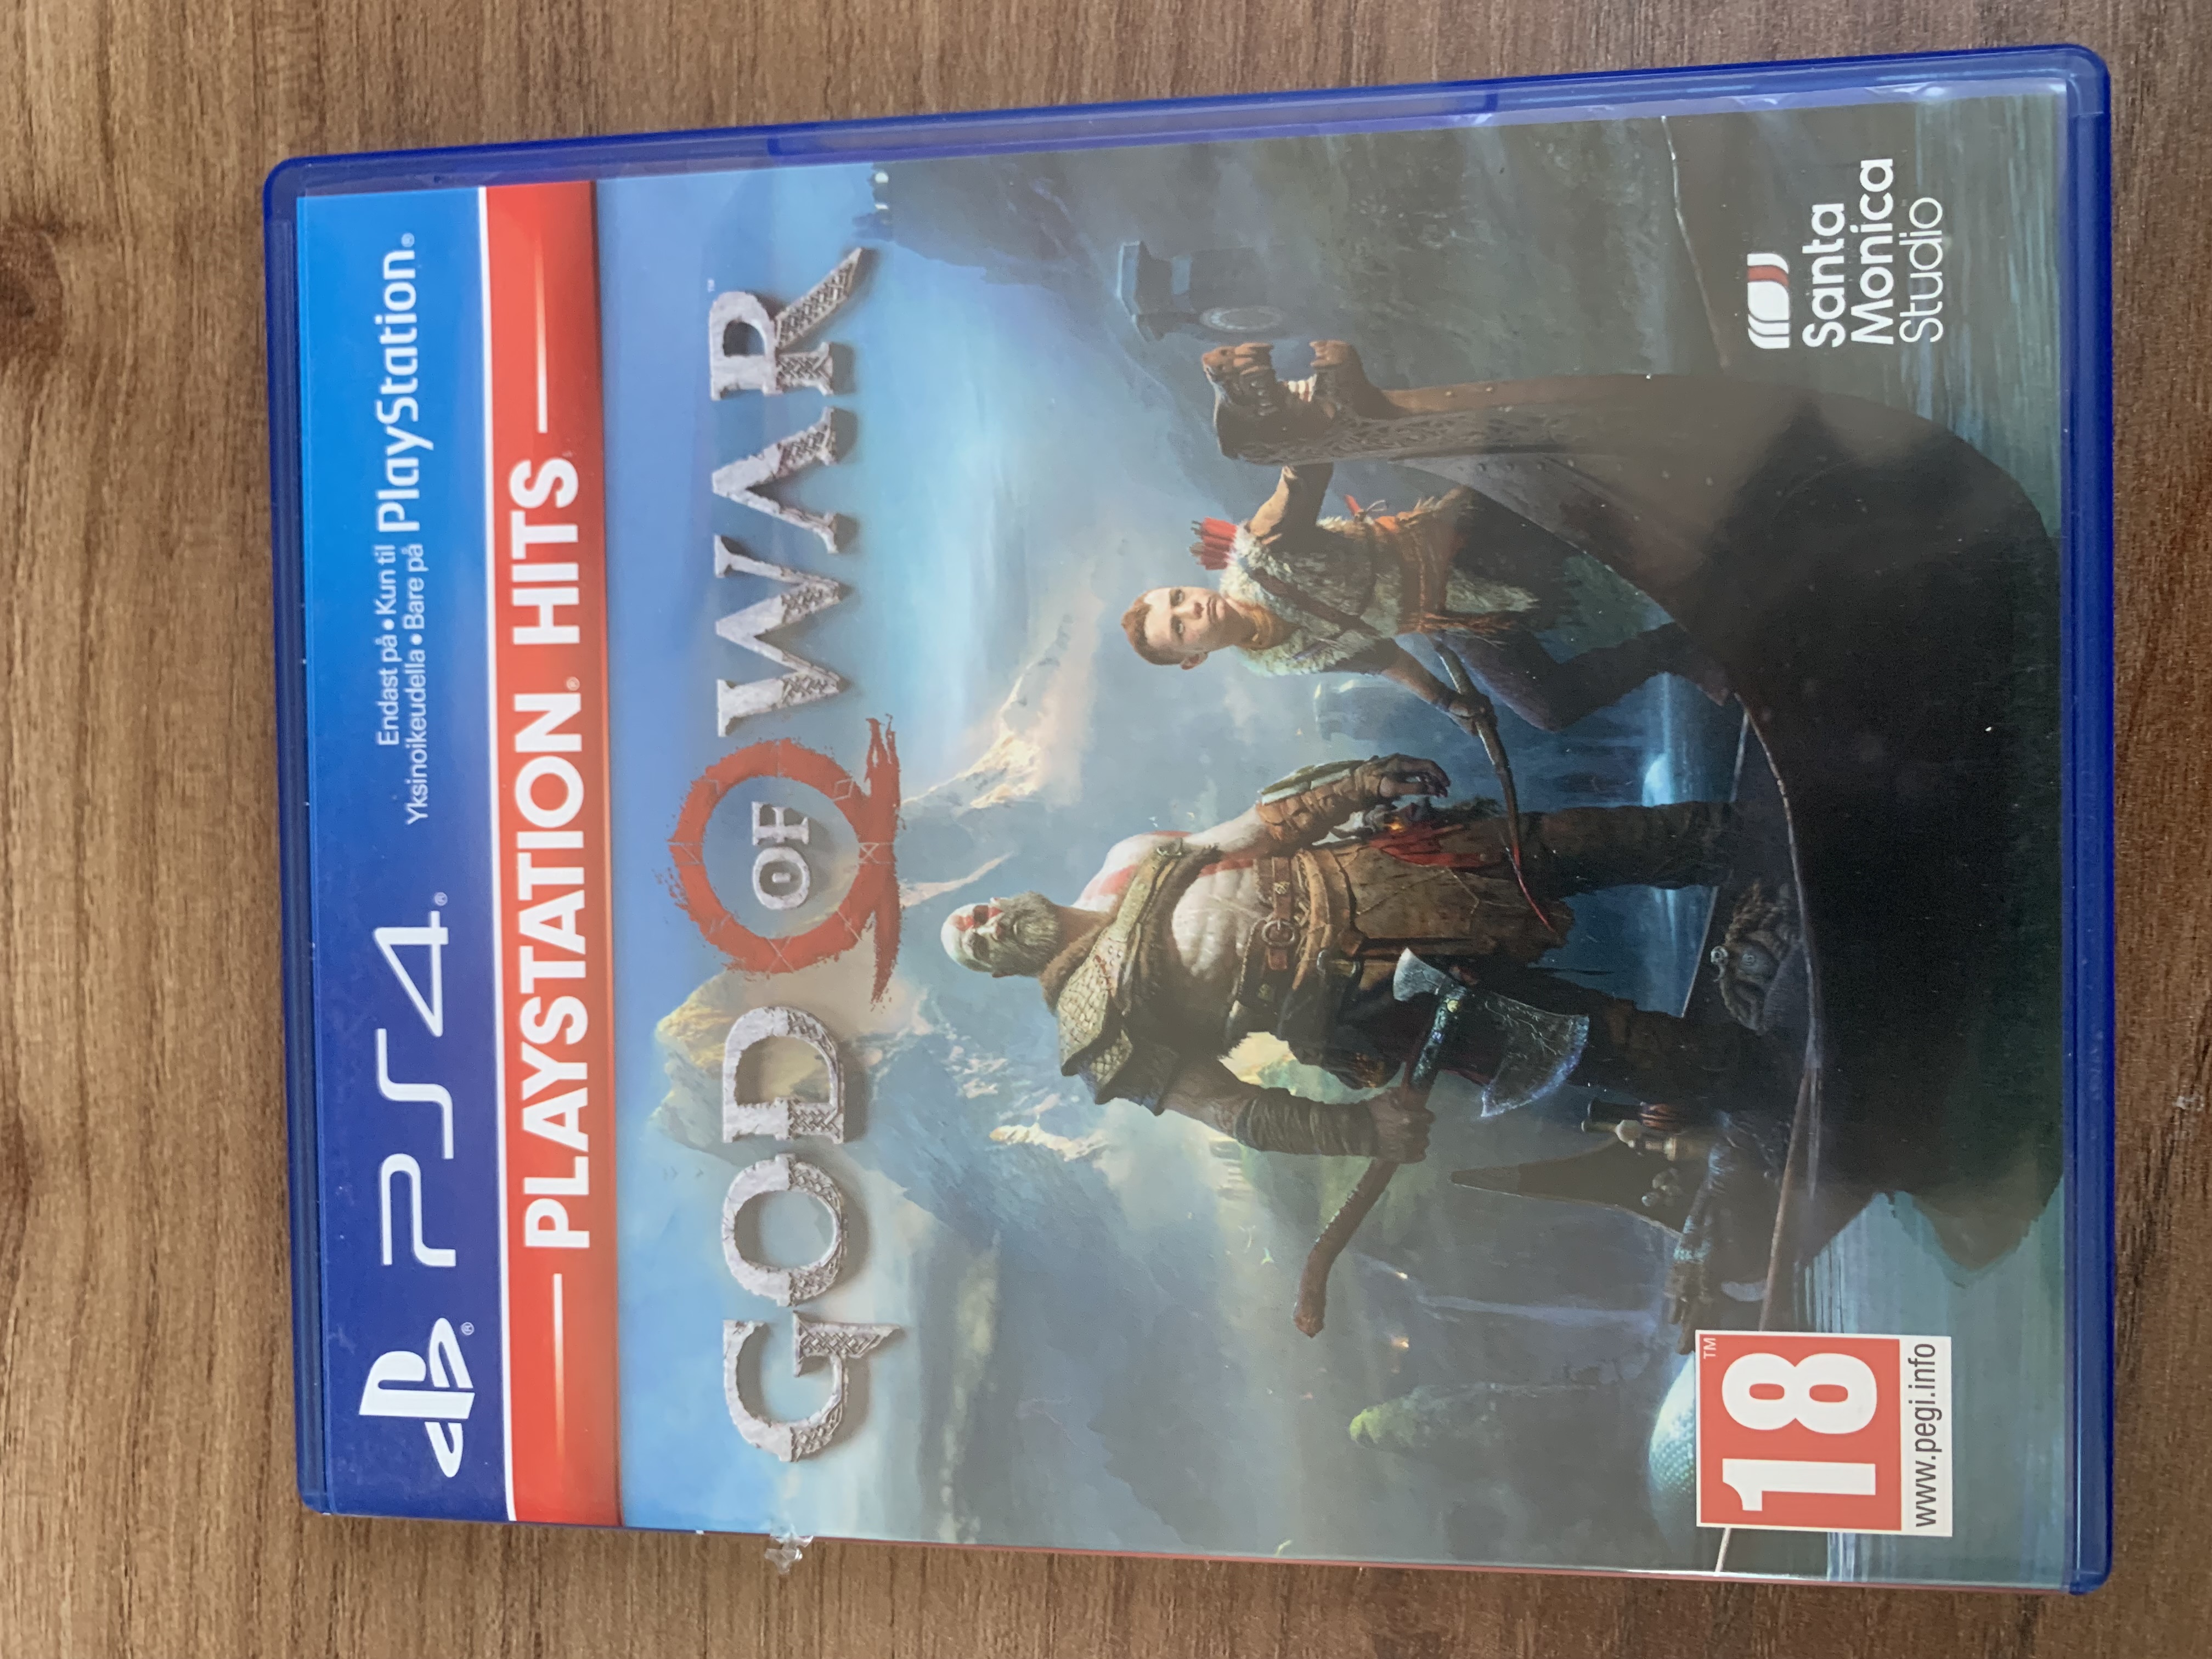 PS4
Endast på • Kun til
Yksinoikeudella • Bare på
PlayStation
PLAYSTATION HITS
GOD OF WAR
18
www.pegi.info
Santa
Monica
Studio